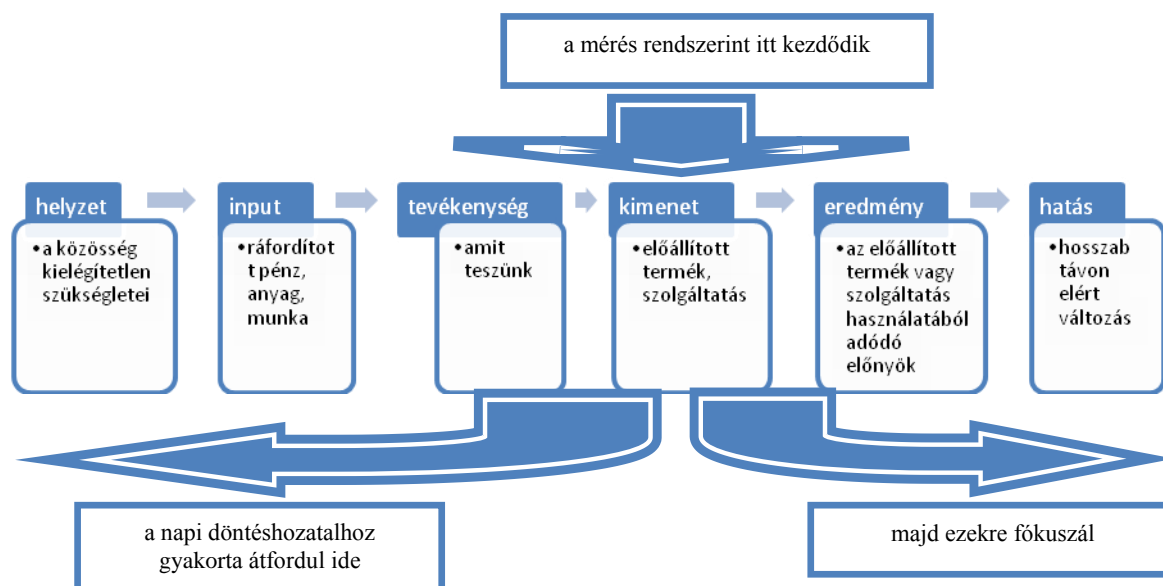 a mérés rendszerint itt kezdődik
helyzet
•a közösség
kielégítetlen
szükségletei
input
•ráfordítot
t pénz,
anyag,
munka
tevékenység
•amit
teszünk
kimenet
•előállított
termék,
szolgáltatás
eredmény
•az előállított
termék vagy
szolgáltatás
használatából
adódó
előnyök
hatás
•hosszab
távon
elért
változás
a napi döntéshozatalhoz
gyakorta átfordul ide
majd ezekre fókuszál